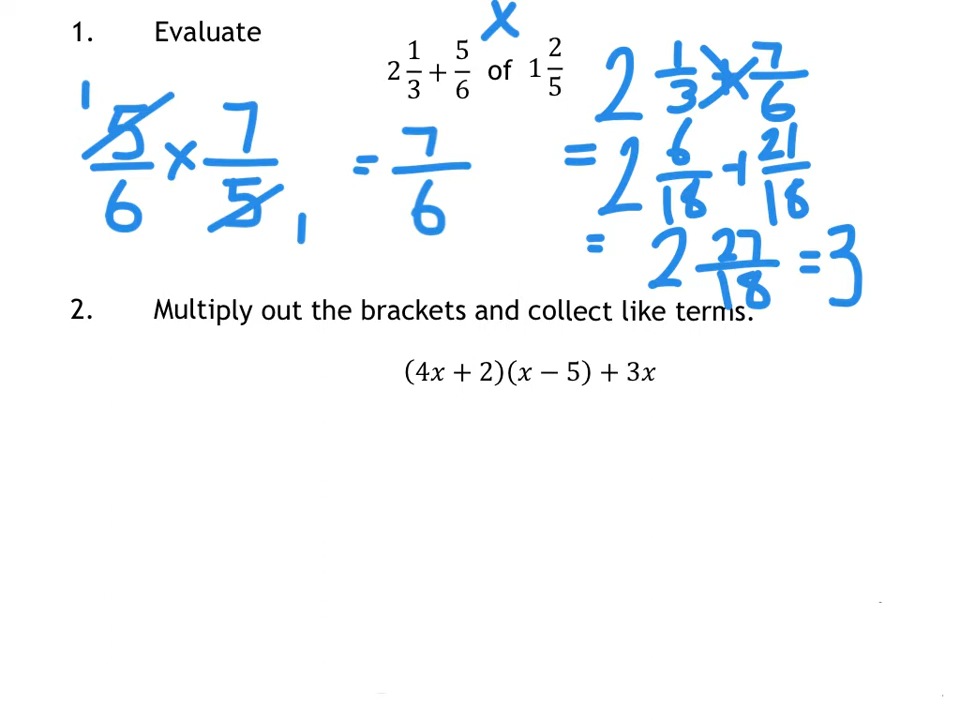 1. Evaluate
2 1/3 + 5/6 of 1 2/5
x
1
5/6 x 7/5 = 7/6
1
2 1/3 x 7/6
= 2 6/18 + 21/18
= 2 27/18 = 3
2. Multiply out the brackets and collect like terms.
(4x + 2)(x − 5) + 3x